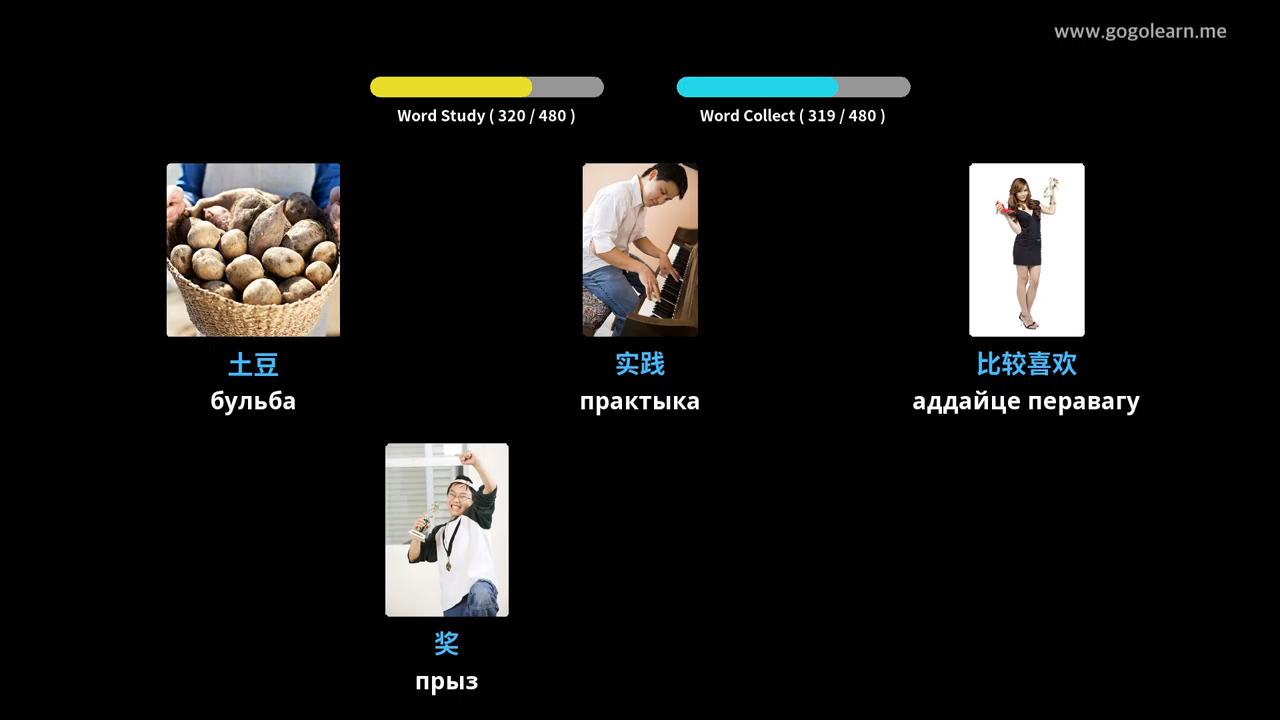 www.gogolearn.me
Word Study ( 320 / 480 )
Word Collect ( 319 / 480 )
土豆
бульба
实践
практыка
比较喜欢
аддайце перавагу
奖
прыз